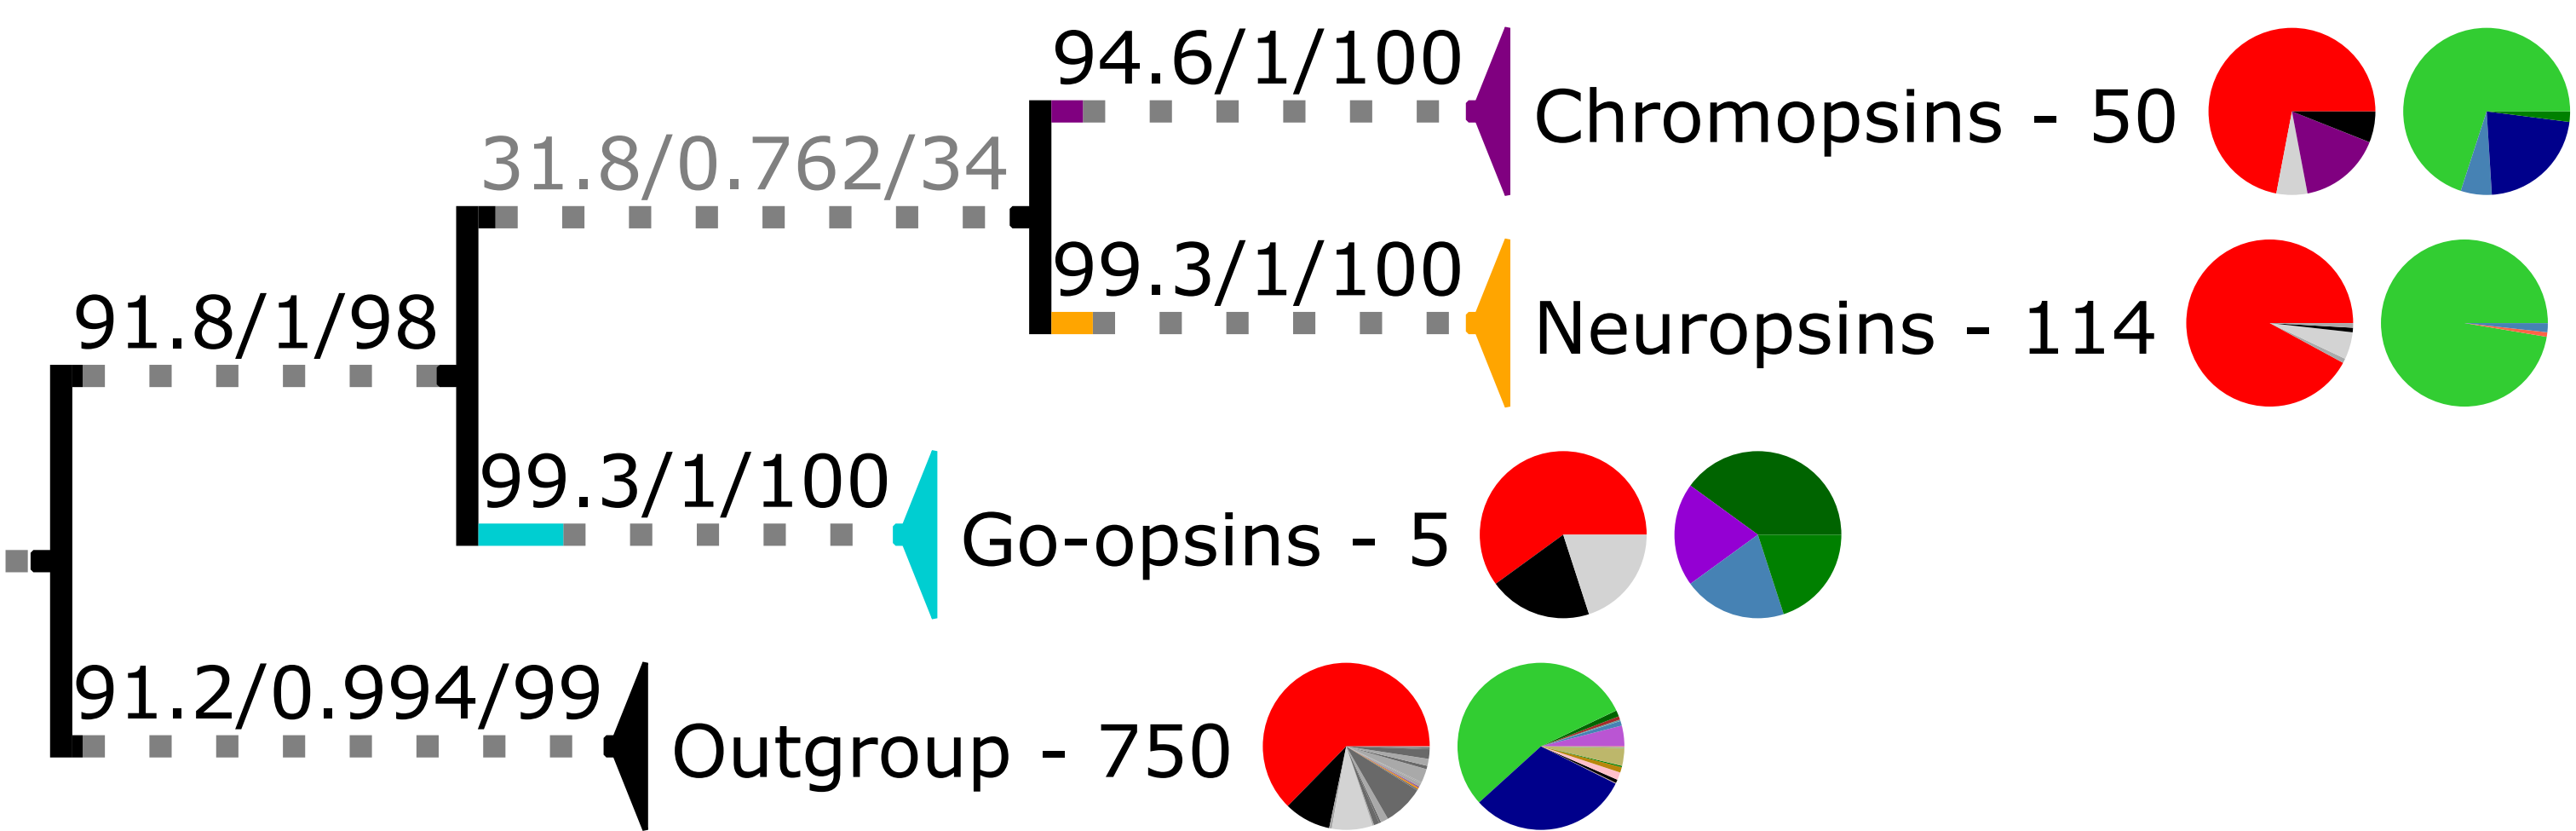 94.6/1/100
Chromopsins - 50
31.8/0.762/34
99.3/1/100
Neuropsins - 114
91.8/1/98
99.3/1/100
Go-opsins - 5
91.2/0.994/99
Outgroup - 750